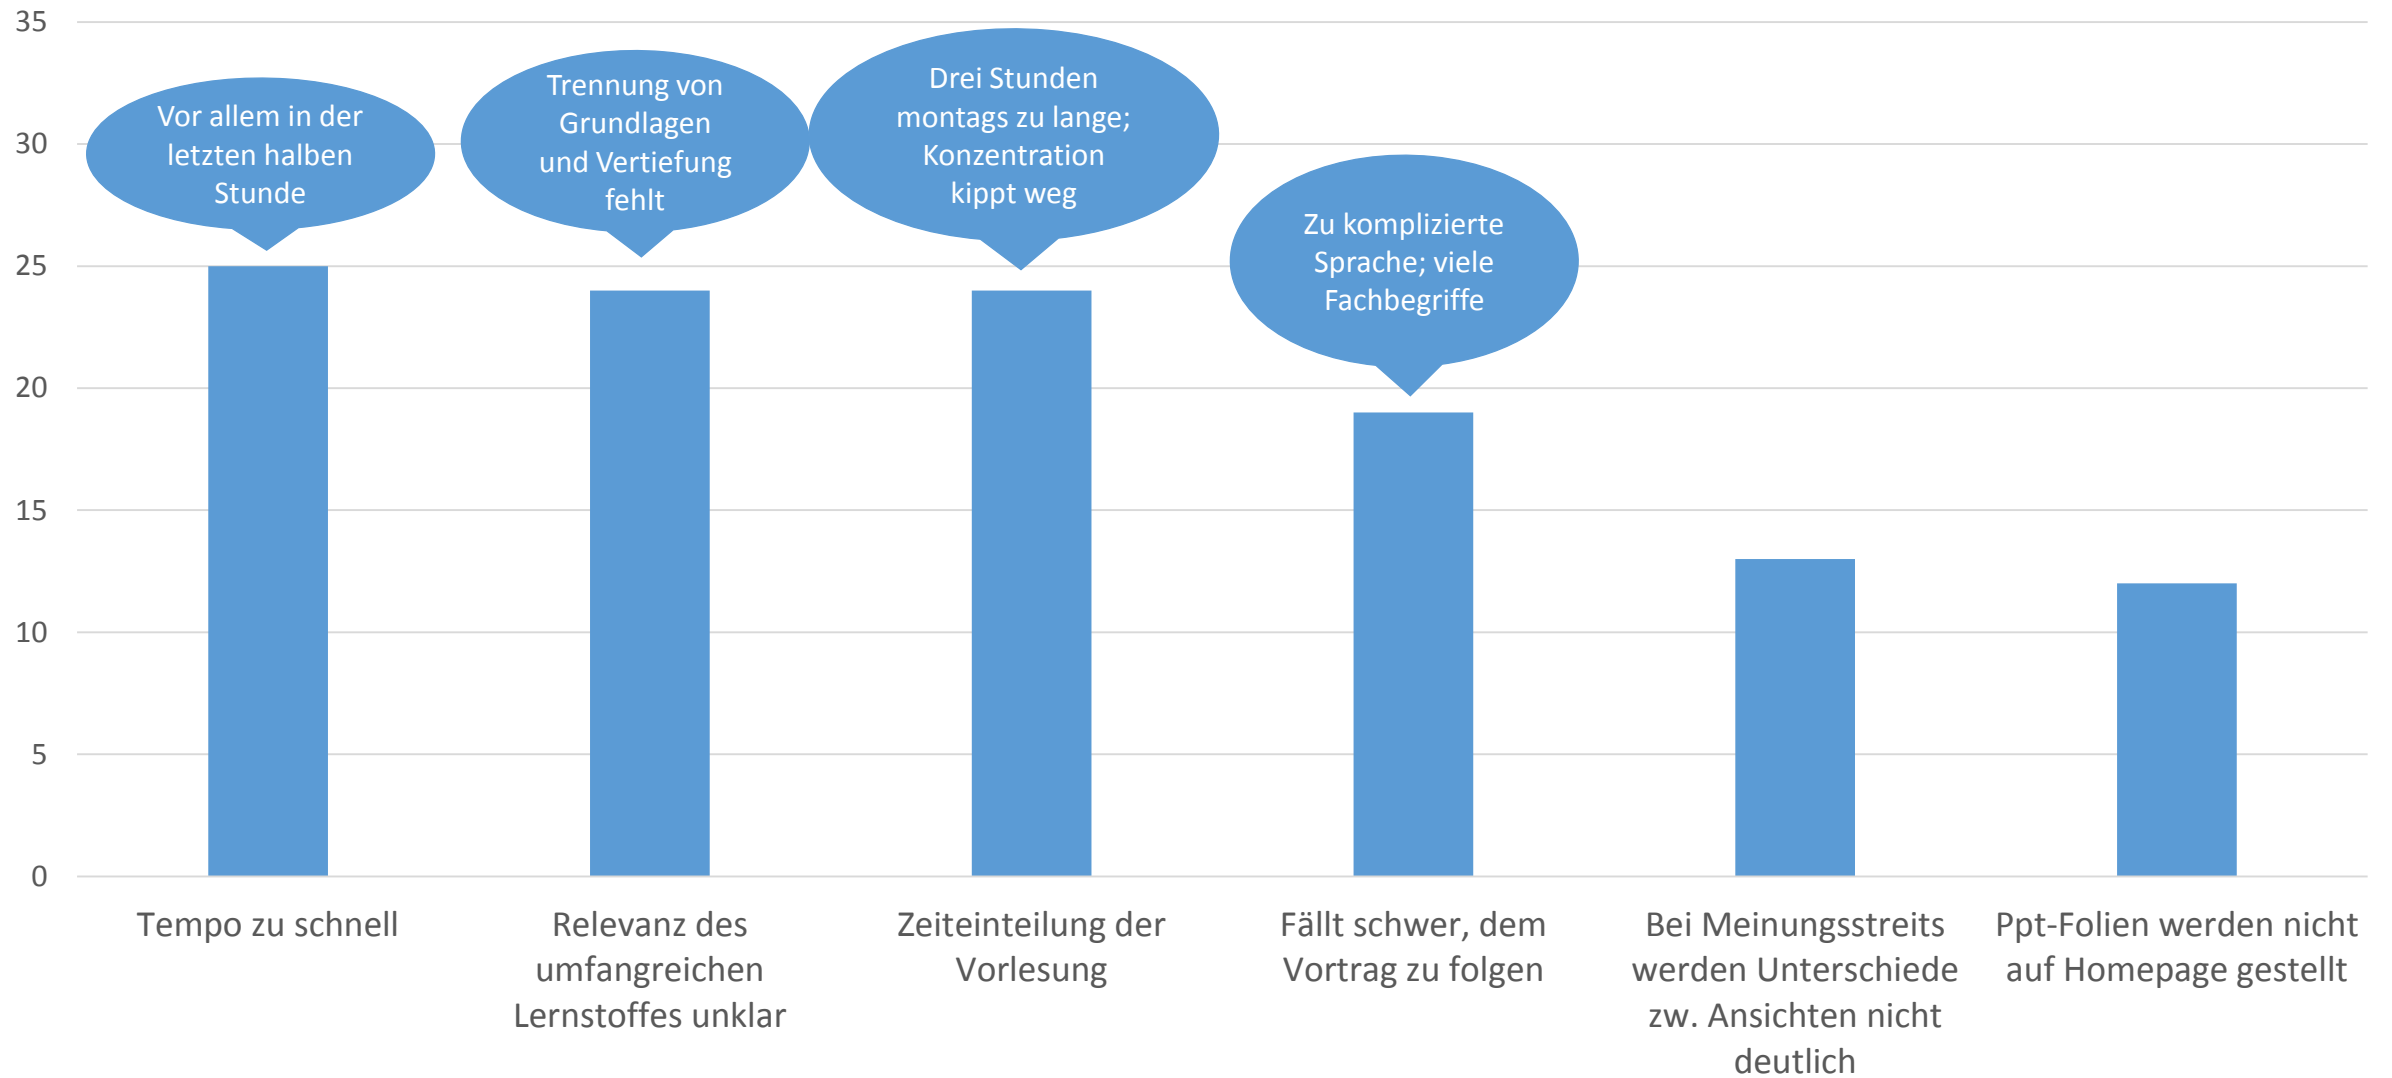 35
30
25
20
15
10
5
0
Vor allem in der
letzten halben
Stunde
Trennung von
Grundlagen
und Vertiefung
fehlt
Drei Stunden
montags zu lange;
Konzentration
kippt weg
Zu komplizierte
Sprache; viele
Fachbegriffe
Tempo zu schnell
Relevanz des
umfangreichen
Lernstoffes unklar
Zeiteinteilung der
Vorlesung
Fällt schwer, dem
Vortrag zu folgen
Bei Meinungsstreits
werden Unterschiede
zw. Ansichten nicht
deutlich
Ppt-Folien werden nicht
auf Homepage gestellt